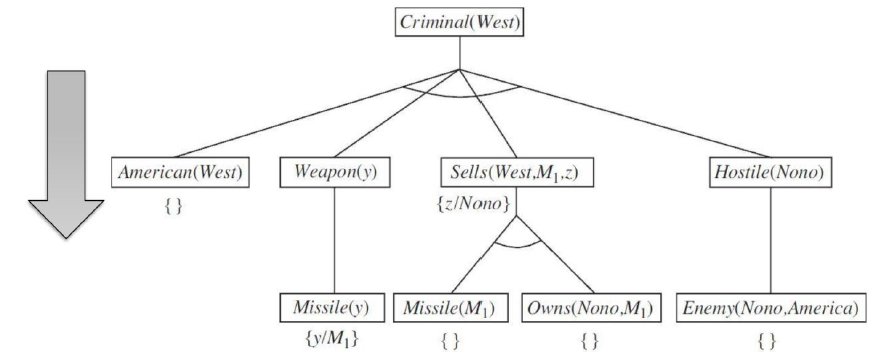 Criminal(West)
American(West) Weapon(y) Sells(West,M₁,z) Hostile(Nono)
{ } {z/Nono}
Missile(y) Missile(M₁) Owns(Nono,M₁) Enemy(Nono,America)
{y/M₁} { } { } { }